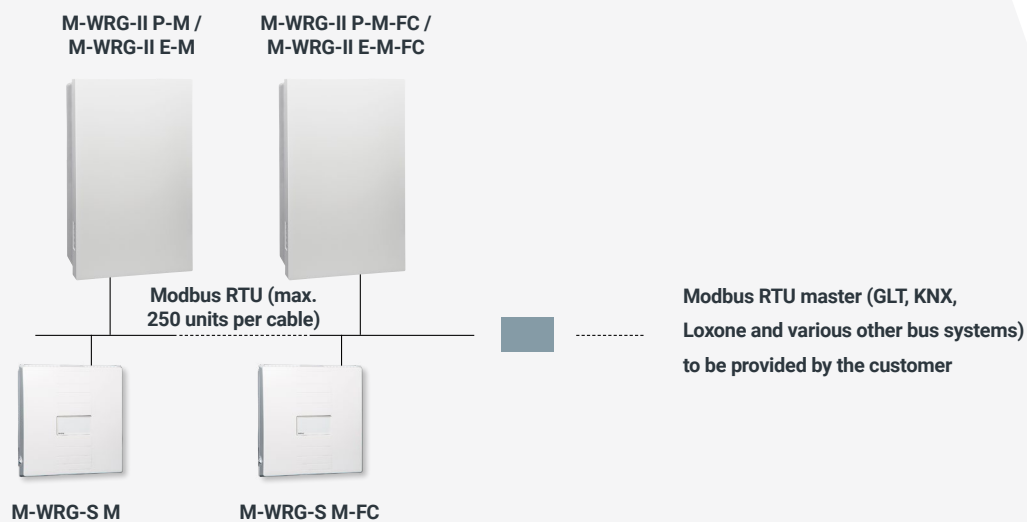 M-WRG-II P-M /
M-WRG-II E-M
M-WRG-II P-M-FC /
M-WRG-II E-M-FC
Modbus RTU (max.
250 units per cable)
Modbus RTU master (GLT, KNX,
Loxone and various other bus systems)
to be provided by the customer
M-WRG-S M
M-WRG-S M-FC